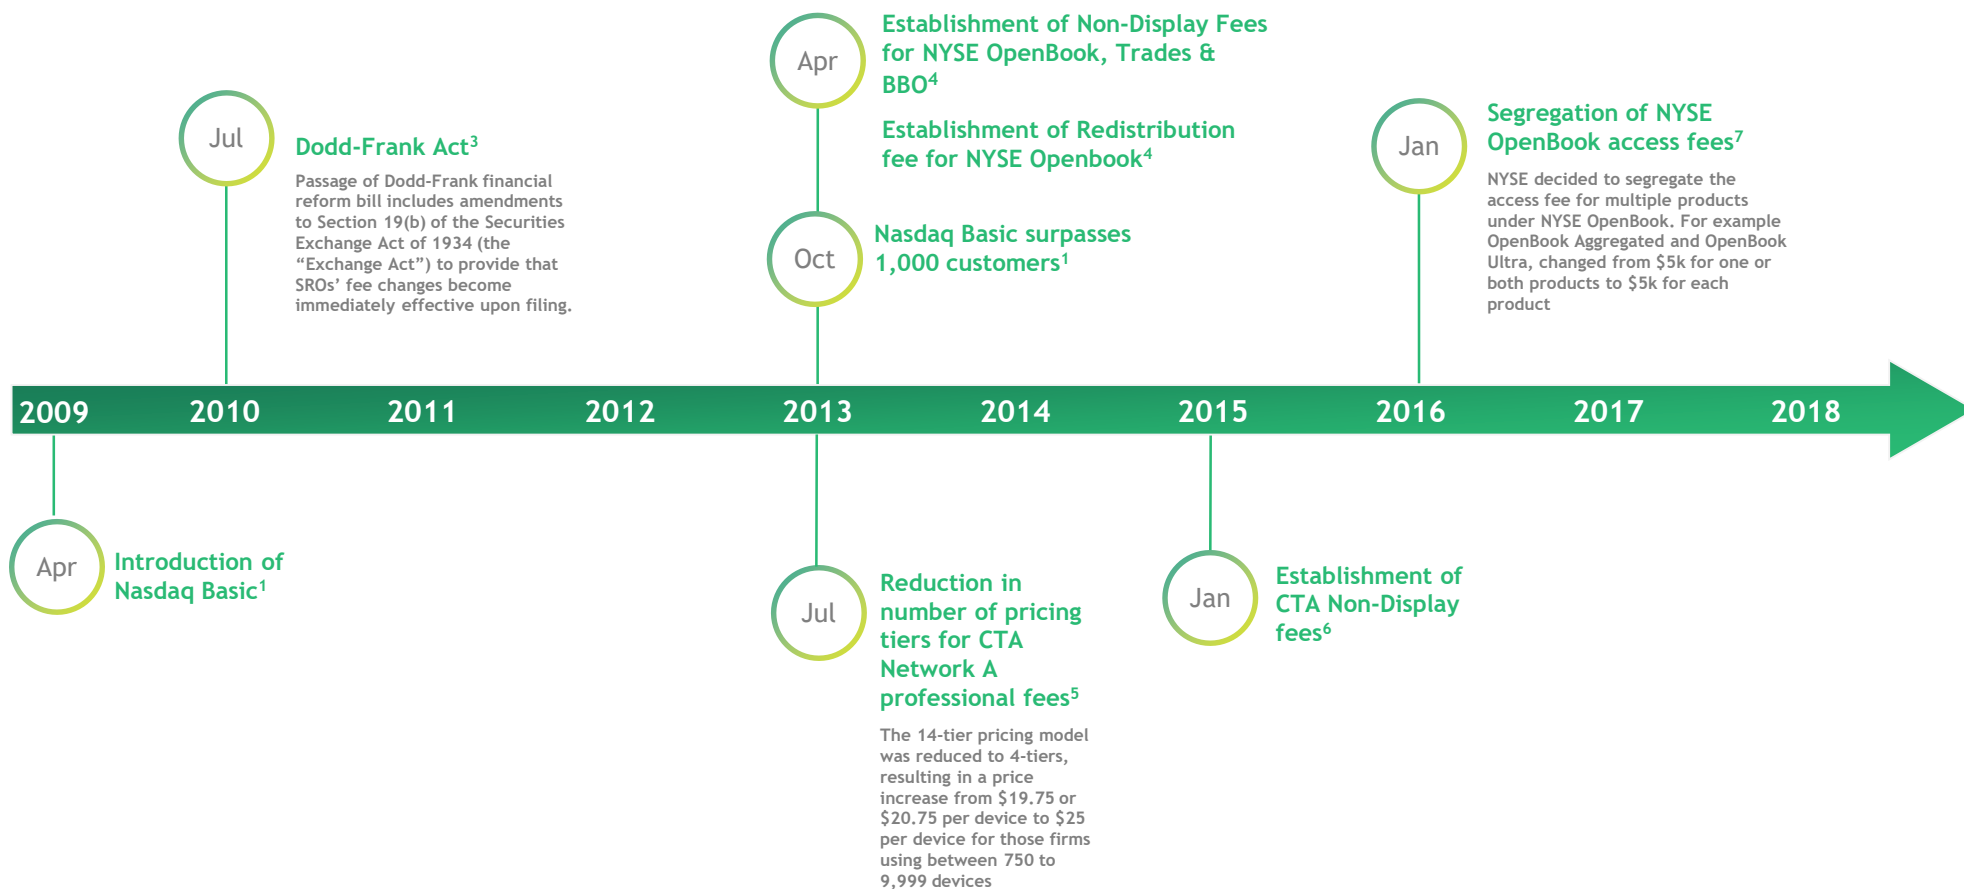 Apr
Establishment of Non-Display Fees
for NYSE OpenBook, Trades &
BBO⁴
Establishment of Redistribution
fee for NYSE Openbook⁴
Jul
Dodd-Frank Act³
Passage of Dodd-Frank financial
reform bill includes amendments
to Section 19(b) of the Securities
Exchange Act of 1934 (the
“Exchange Act”) to provide that
SROs’ fee changes become
immediately effective upon filing.
Oct
Nasdaq Basic surpasses
1,000 customers¹
Jan
Segregation of NYSE
OpenBook access fees⁷
NYSE decided to segregate the
access fee for multiple products
under NYSE OpenBook. For example
OpenBook Aggregated and OpenBook
Ultra, changed from $5k for one or
both products to $5k for each
product
2009 2010 2011 2012 2013 2014 2015 2016 2017 2018
Apr
Introduction of
Nasdaq Basic¹
Jul
Reduction in
number of pricing
tiers for CTA
Network A
professional fees⁵
The 14-tier pricing model
was reduced to 4-tiers,
resulting in a price
increase from $19.75 or
$20.75 per device to $25
per device for those firms
using between 750 to
9,999 devices
Jan
Establishment of
CTA Non-Display
fees⁶